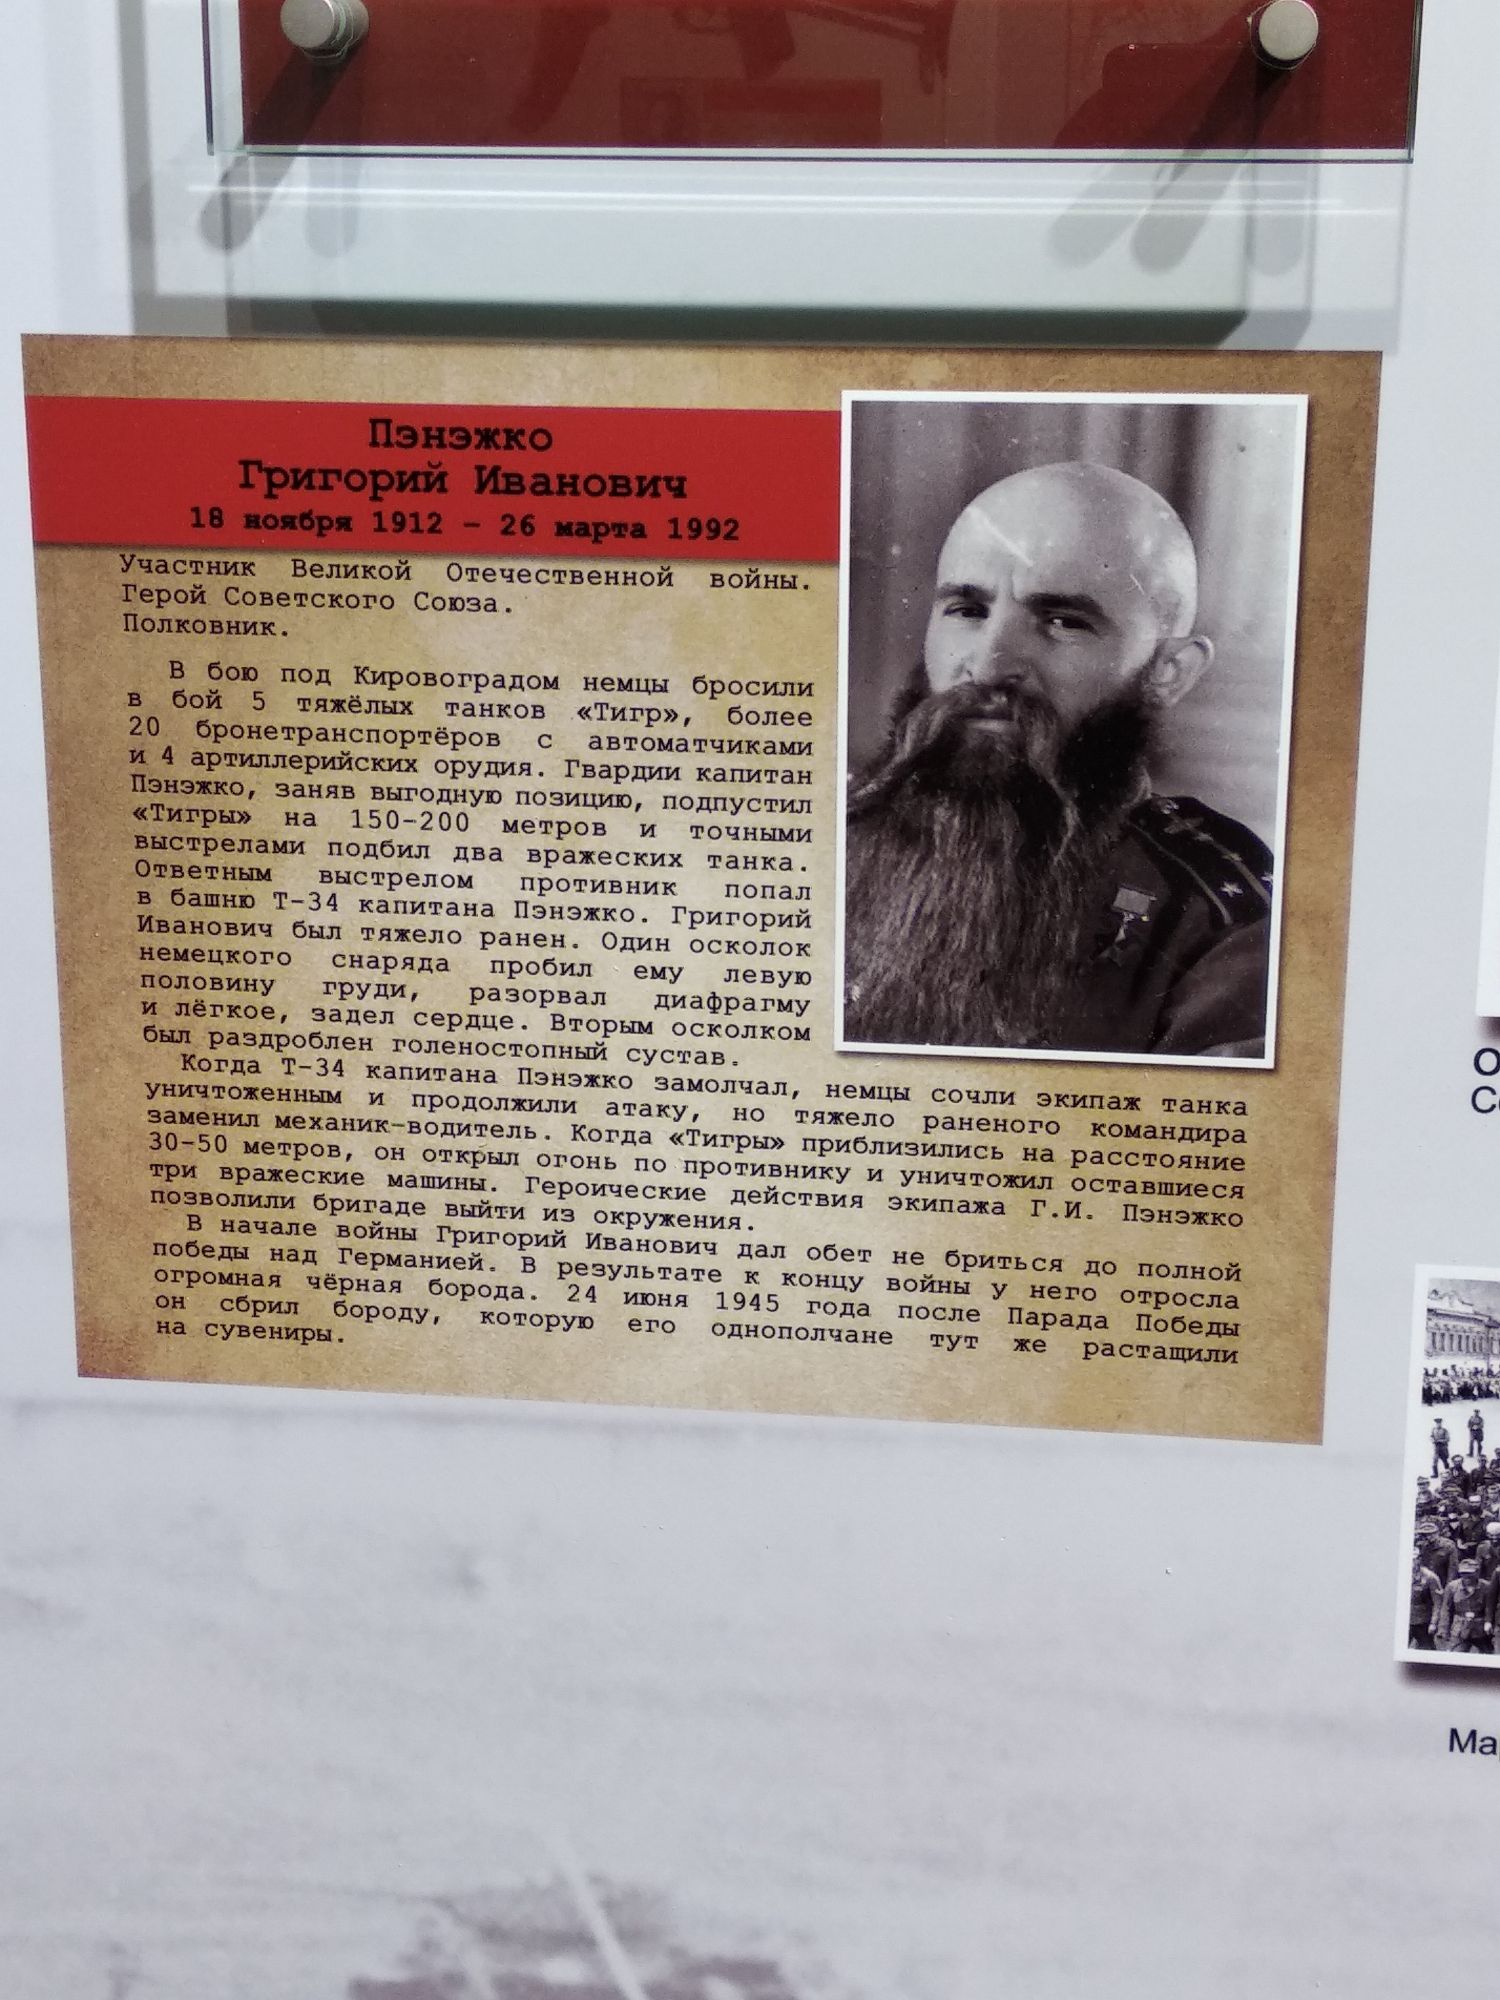 Пэнэжко
Григорий Иванович
18 ноября 1912 – 26 марта 1992
Участник Великой Отечественной войны.
Герой Советского Союза.
Полковник.
В бою под Кировоградом немцы бросили
в бой 5 тяжёлых танков «Тигр», более
20 бронетранспортёров с автоматчиками
и 4 артиллерийских орудия. Гвардии капитан
Пэнэжко, заняв выгодную позицию, подпустил
«Тигры» на 150-200 метров и точными
выстрелами подбил два вражеских танка.
Ответным выстрелом противник попал
в башню Т-34 капитана Пэнэжко. Григорий
Иванович был тяжело ранен. Один осколок
немецкого снаряда пробил ему левую
половину груди, разорвал диафрагму
и лёгкое, задел сердце. Вторым осколком
был раздроблен голеностопный сустав.
Когда Т-34 капитана Пэнэжко замолчал, немцы сочли экипаж танка
уничтоженным и продолжили атаку, но тяжело раненого командира
заменил механик-водитель. Когда «Тигры» приблизились на расстояние
30-50 метров, он открыл огонь по противнику и уничтожил оставшиеся
три вражеские машины. Героические действия экипажа Г.И. Пэнэжко
позволили бригаде выйти из окружения.
В начале войны Григорий Иванович дал обет не бриться до полной
победы над Германией. В результате к концу войны у него отросла
огромная чёрная борода. 24 июня 1945 года после Парада Победы
он сбрил бороду, которую его однополчане тут же растащили
на сувениры.